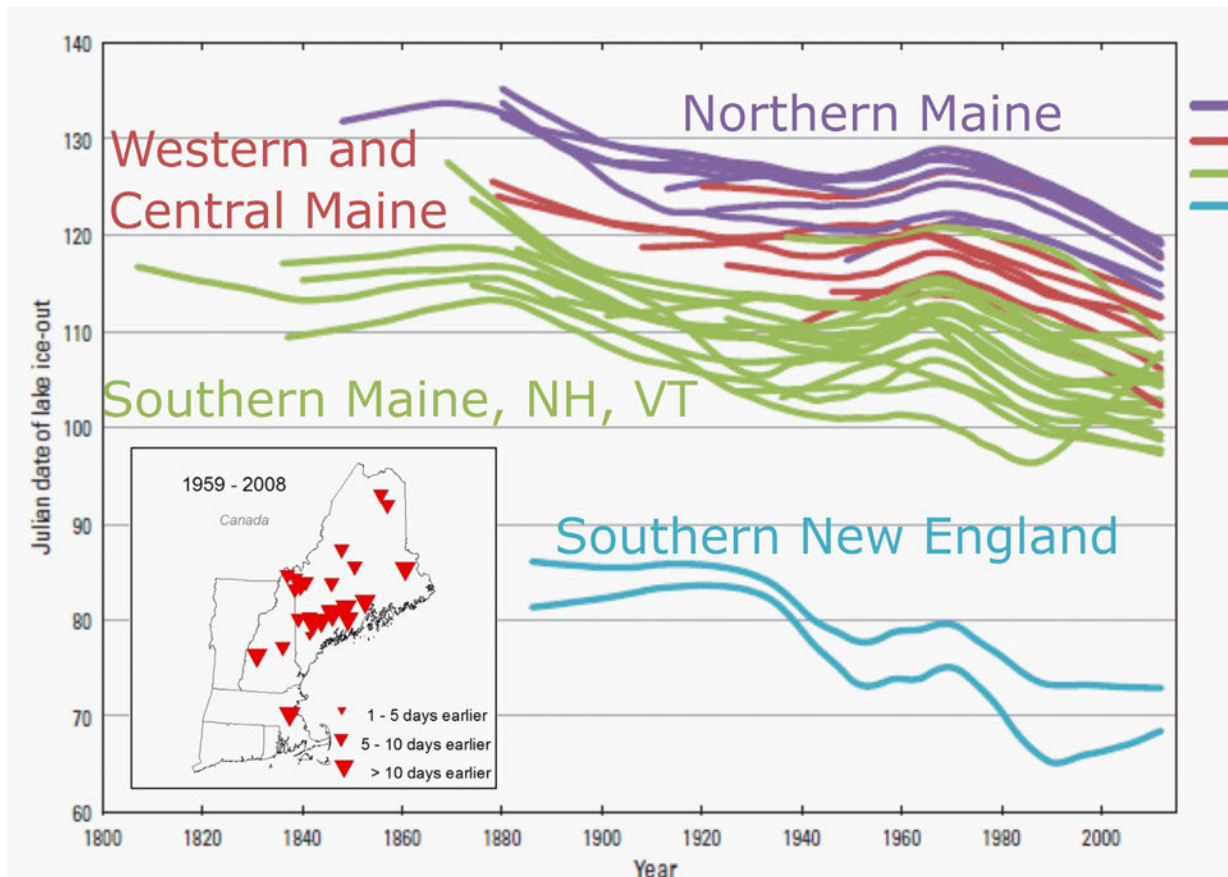 140
130
120
110
100
90
80
70
60
Julian date of lake ice-out
Northern Maine
Western and
Central Maine
Southern Maine, NH, VT
Southern New England
1959 - 2008
Canada
1 - 5 days earlier
5 - 10 days earlier
> 10 days earlier
1800 1820 1840 1860 1880 1900 1920 1940 1960 1980 2000
Year